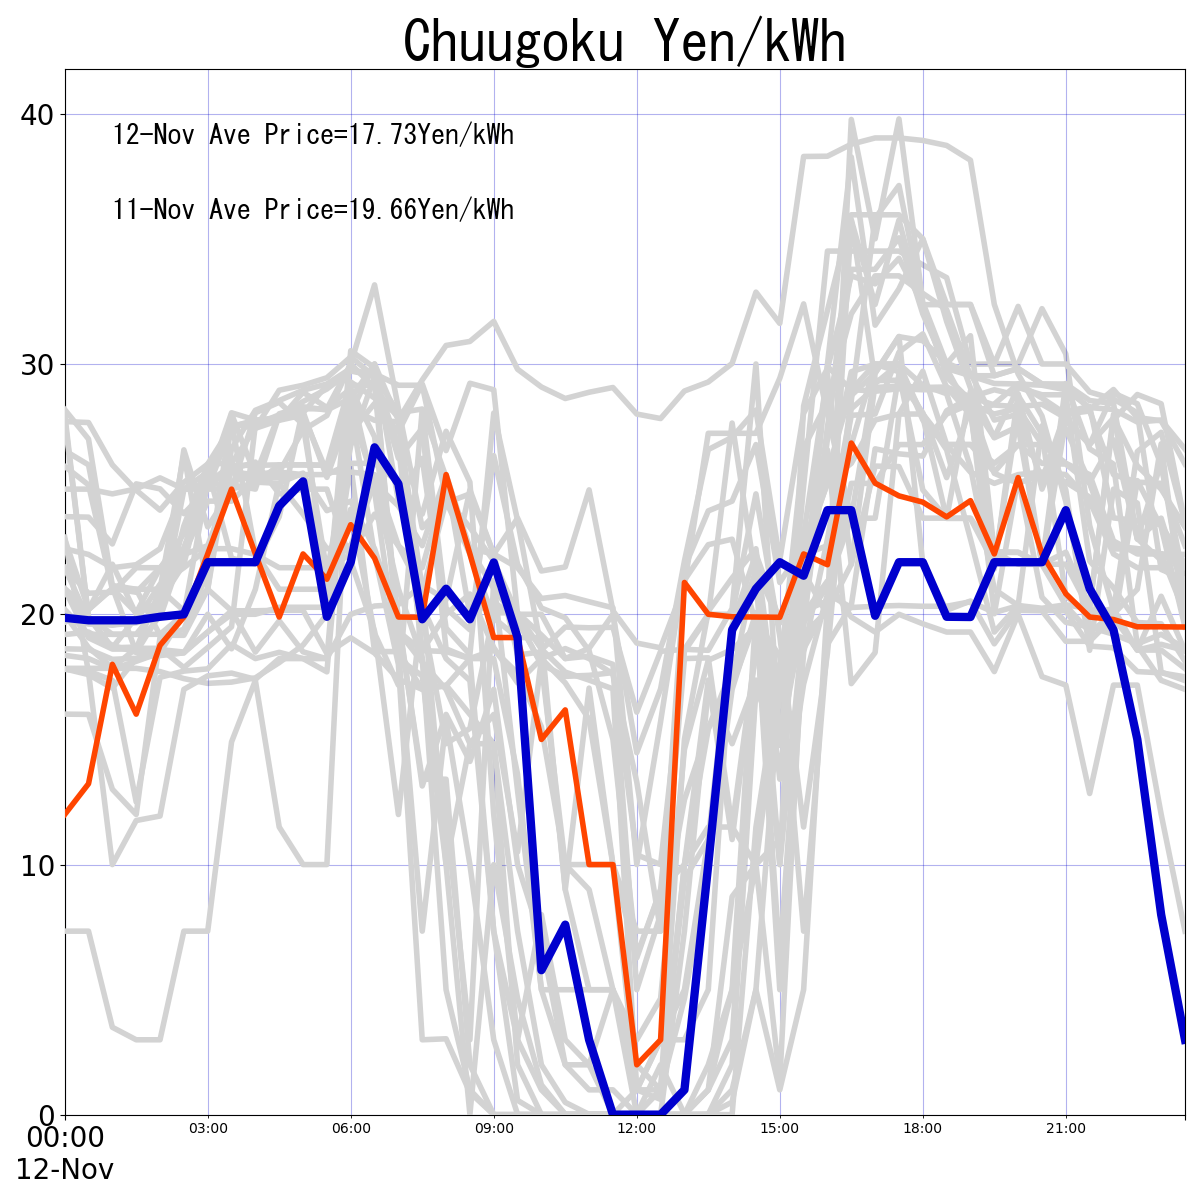 Chuugoku Yen/kWh
40
12-Nov Ave Price=17.73Yen/kWh
11-Nov Ave Price=19.66Yen/kWh
30
20
10
0
00:00 03:00 06:00 09:00 12:00 15:00 18:00 21:00
12-Nov